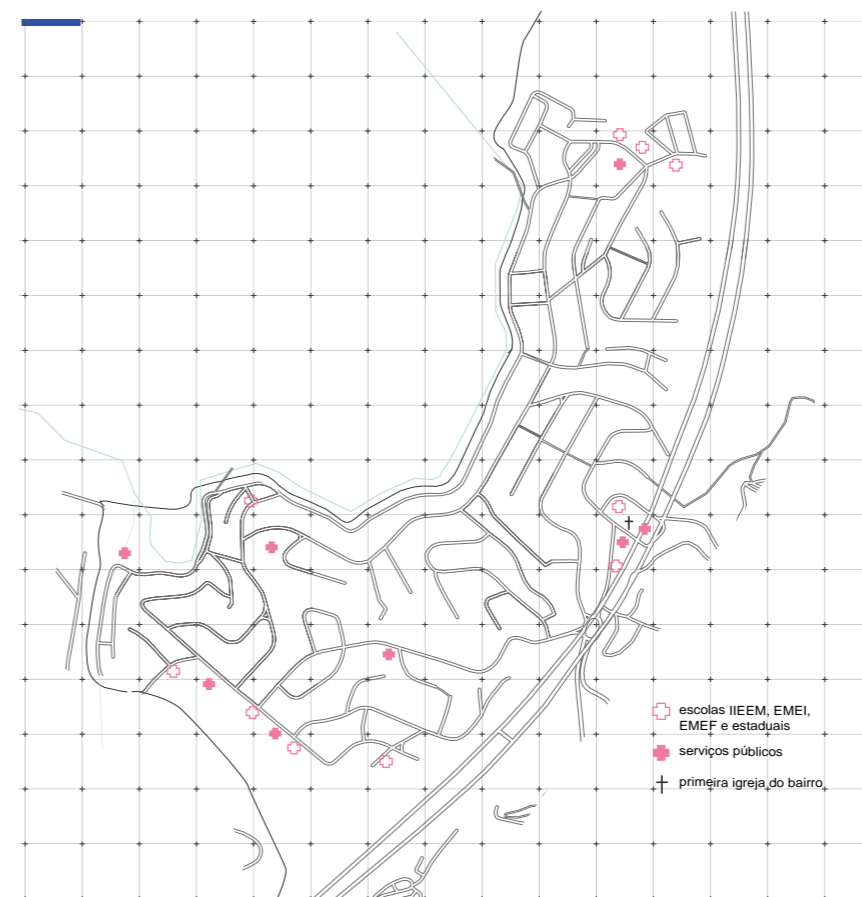 escolas IIEEM, EMEI,
EMEF e estaduais
serviços públicos
primeira igreja do bairro